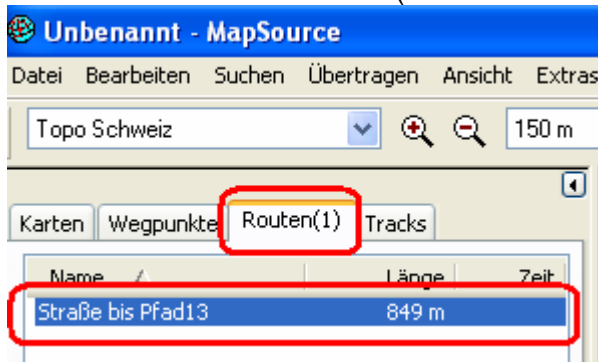 Unbenannt - MapSource
Datei Bearbeiten Suchen Übertragen Ansicht Extras
Topo Schweiz 150 m
Karten Wegpunkte Routen(1) Tracks
Name Länge Zeit
Straße bis Pfad13 849 m